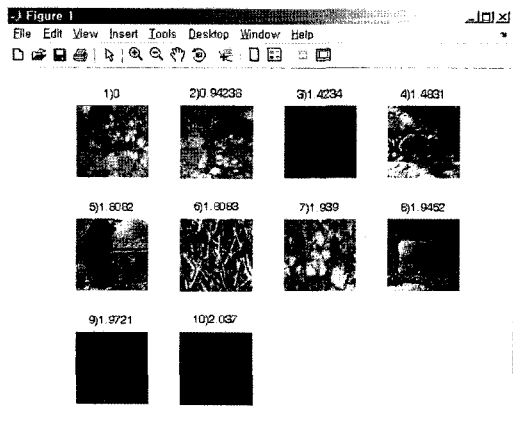 Figure 1
File Edit View Insert Tools Desktop Window Help
1)0 2)0.94236 3)1.4234 4)1.4831
5)1.8082 6)1.8083 7)1.939 8)1.9452
9)1.9721 10)2.037